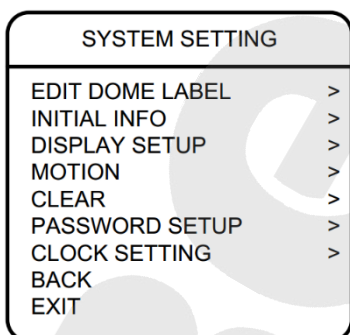 SYSTEM SETTING
EDIT DOME LABEL >
INITIAL INFO >
DISPLAY SETUP >
MOTION >
CLEAR >
PASSWORD SETUP >
CLOCK SETTING >
BACK
EXIT